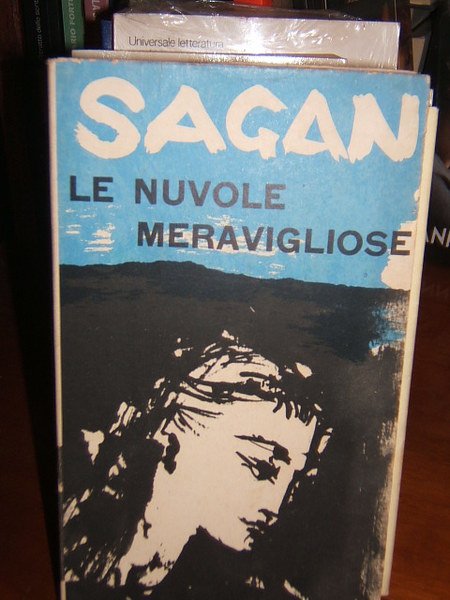 Universale letteratura
SAGAN
LE NUVOLE
MERAVIGLIOSE